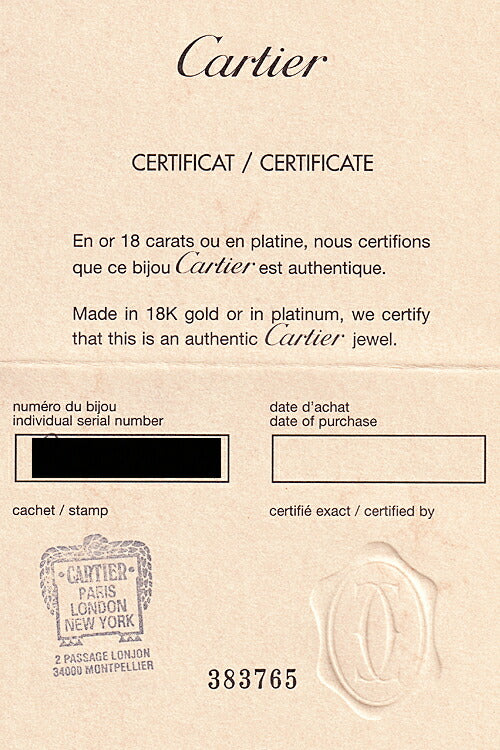 Cartier
CERTIFICAT / CERTIFICATE
En or 18 carats ou en platine, nous certifions
que ce bijou Cartier est authentique.
Made in 18K gold or in platinum, we certify
that this is an authentic Cartier jewel.
numéro du bijou
individual serial number
date d'achat
date of purchase
cachet / stamp
certifié exact / certified by
CARTIER
PARIS
LONDON
NEW YORK
2 PASSAGE LONJON
34000 MONTPELLIER
383765